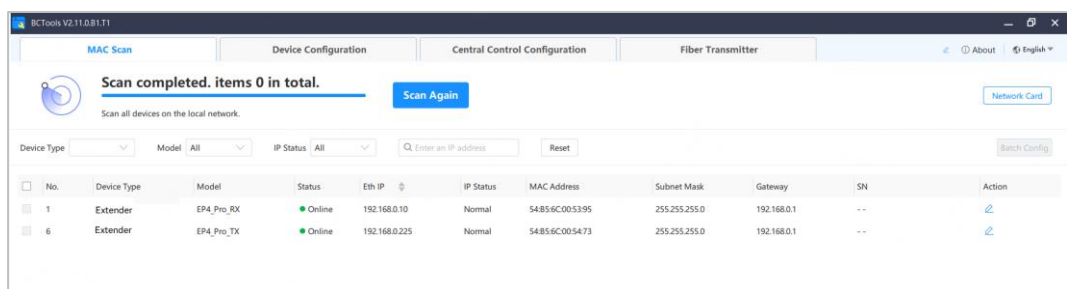 BCTools V2.11.0.B1.T1
MAC Scan Device Configuration Central Control Configuration Fiber Transmitter About English
Scan completed. items 0 in total.
Scan Again
Network Card
Scan all devices on the local network.
Device Type Model All IP Status All Enter an IP address Reset Batch Config
No. Device Type Model Status Eth IP IP Status MAC Address Subnet Mask Gateway SN Action
1 Extender EP4_Pro_RX Online 192.168.0.10 Normal 54:B5:6C:00:53:95 255.255.255.0 192.168.0.1 - -
6 Extender EP4_Pro_TX Online 192.168.0.225 Normal 54:B5:6C:00:54:73 255.255.255.0 192.168.0.1 - -